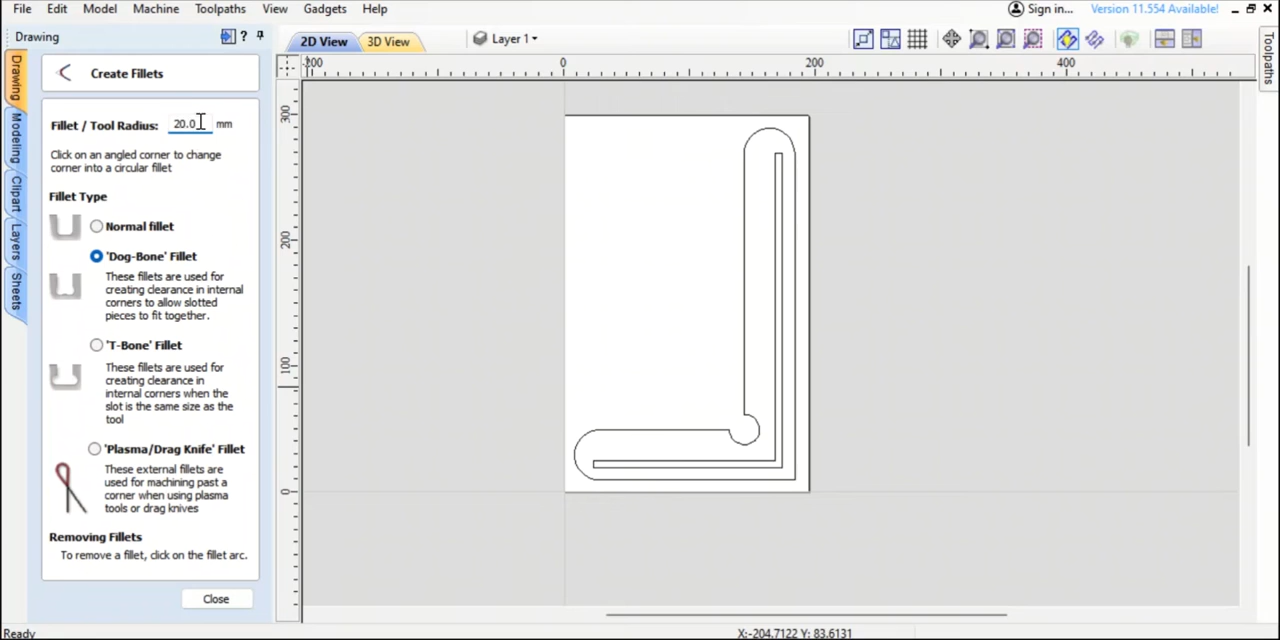 File Edit Model Machine Toolpaths View Gadgets Help Sign in... Version 11.554 Available!
Drawing ?
2D View 3D View Layer 1
Create Fillets
Fillet / Tool Radius: 20.0 mm
Click on an angled corner to change
corner into a circular fillet
Fillet Type
Normal fillet
'Dog-Bone' Fillet
These fillets are used for
creating clearance in internal
corners to allow slotted
pieces to fit together.
'T-Bone' Fillet
These fillets are used for
creating clearance in
internal corners when the
slot is the same size as the
tool
'Plasma/Drag Knife' Fillet
These external fillets are
used for machining past a
corner when using plasma
tools or drag knives
Removing Fillets
To remove a fillet, click on the fillet arc.
Close
Drawing
Modeling
Clipart
Layers
Sheets
0 200 400
300
200
100
0
Toolpaths
Ready X:-204.7122 Y: 83.6131